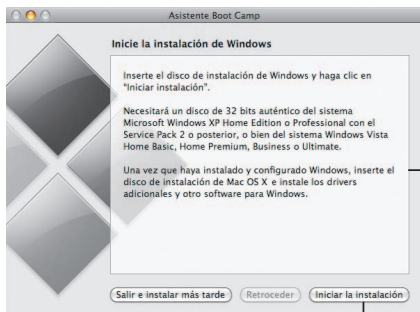 Asistente Boot Camp
Inicie la instalación de Windows
Inserte el disco de instalación de Windows y haga clic en
"Iniciar instalación".
Necesitará un disco de 32 bits auténtico del sistema
Microsoft Windows XP Home Edition o Professional con el
Service Pack 2 o posterior, o bien del sistema Windows Vista
Home Basic, Home Premium, Business o Ultimate.
Una vez que haya instalado y configurado Windows, inserte el
disco de instalación de Mac OS X e instale los drivers
adicionales y otro software para Windows.
Salir e instalar más tarde Retroceder Iniciar la instalación